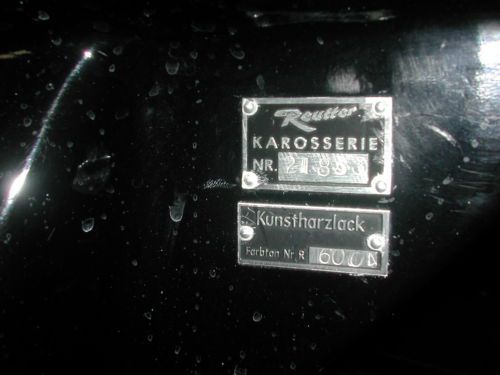 Reutter
KAROSSERIE
NR.
Kunstharzlack
Farbton Nr. R